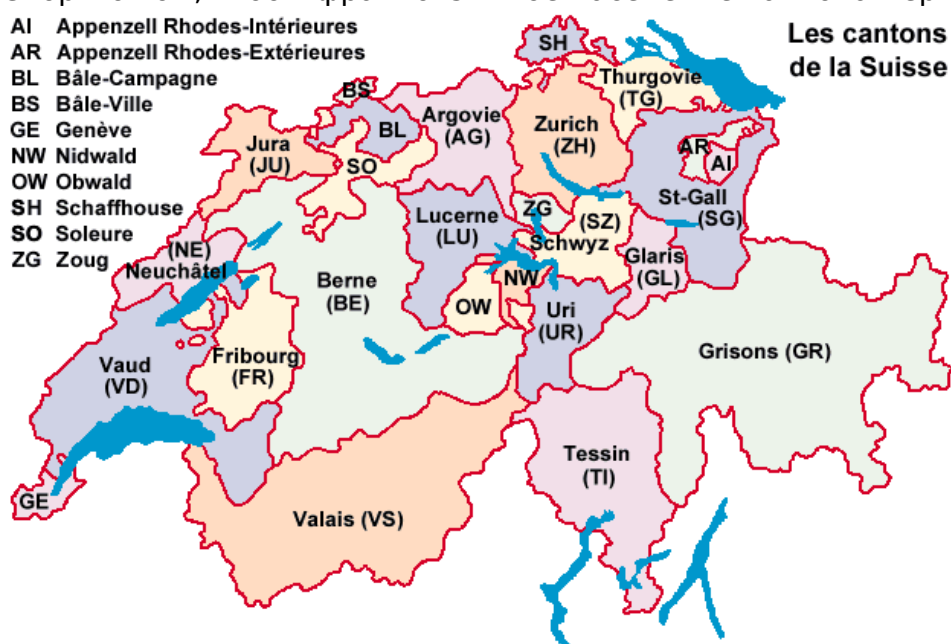 AI Appenzell Rhodes-Intérieures
AR Appenzell Rhodes-Extérieures
BL Bâle-Campagne
BS Bâle-Ville
GE Genève
NW Nidwald
OW Obwald
SH Schaffhouse
SO Soleure
ZG Zoug
Les cantons
de la Suisse
SH
Thurgovie
(TG)
BS
BL
Argovie
(AG)
Zurich
(ZH)
Jura
(JU)
SO
AR
AI
St-Gall
(SG)
Lucerne
(LU)
ZG
(SZ)
Schwyz
(NE)
Neuchâtel
Glaris
(GL)
Berne
(BE)
NW
OW
Uri
(UR)
Vaud
(VD)
Fribourg
(FR)
Grisons (GR)
Tessin
(TI)
GE
Valais (VS)